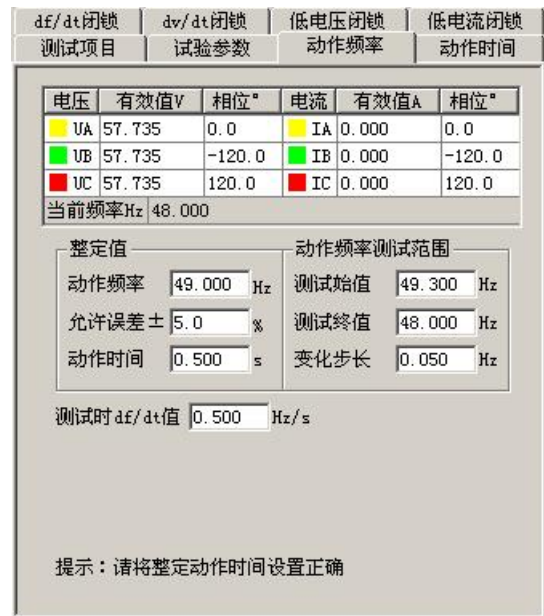 df/dt闭锁 dv/dt闭锁 低电压闭锁 低电流闭锁
测试项目 试验参数 动作频率 动作时间
电压 有效值V 相位° 电流 有效值A 相位°
UA 57.735 0.0 IA 0.000 0.0
UB 57.735 -120.0 IB 0.000 -120.0
UC 57.735 120.0 IC 0.000 120.0
当前频率Hz 48.000
整定值 动作频率测试范围
动作频率 49.000 Hz 测试始值 49.300 Hz
允许误差± 5.0 % 测试终值 48.000 Hz
动作时间 0.500 s 变化步长 0.050 Hz
测试时df/dt值 0.500 Hz/s
提示：请将整定动作时间设置正确